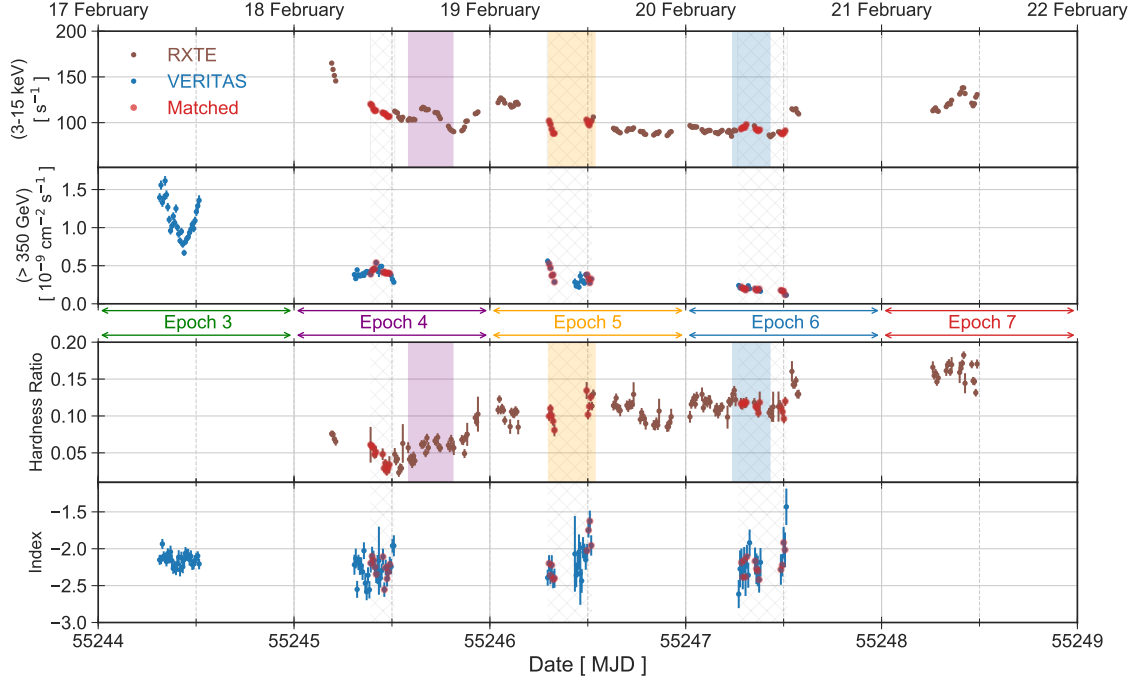 17 February 18 February 19 February 20 February 21 February 22 February
200
150
100
(3-15 keV)
[ s⁻¹ ]
RXTE
VERITAS
Matched
1.5
1.0
0.5
0.0
(> 350 GeV)
[ 10⁻⁹ cm⁻² s⁻¹ ]
Epoch 3 Epoch 4 Epoch 5 Epoch 6 Epoch 7
0.20
0.15
0.10
0.05
Hardness Ratio
−1.5
−2.0
−2.5
−3.0
Index
55244 55245 55246 55247 55248 55249
Date [ MJD ]